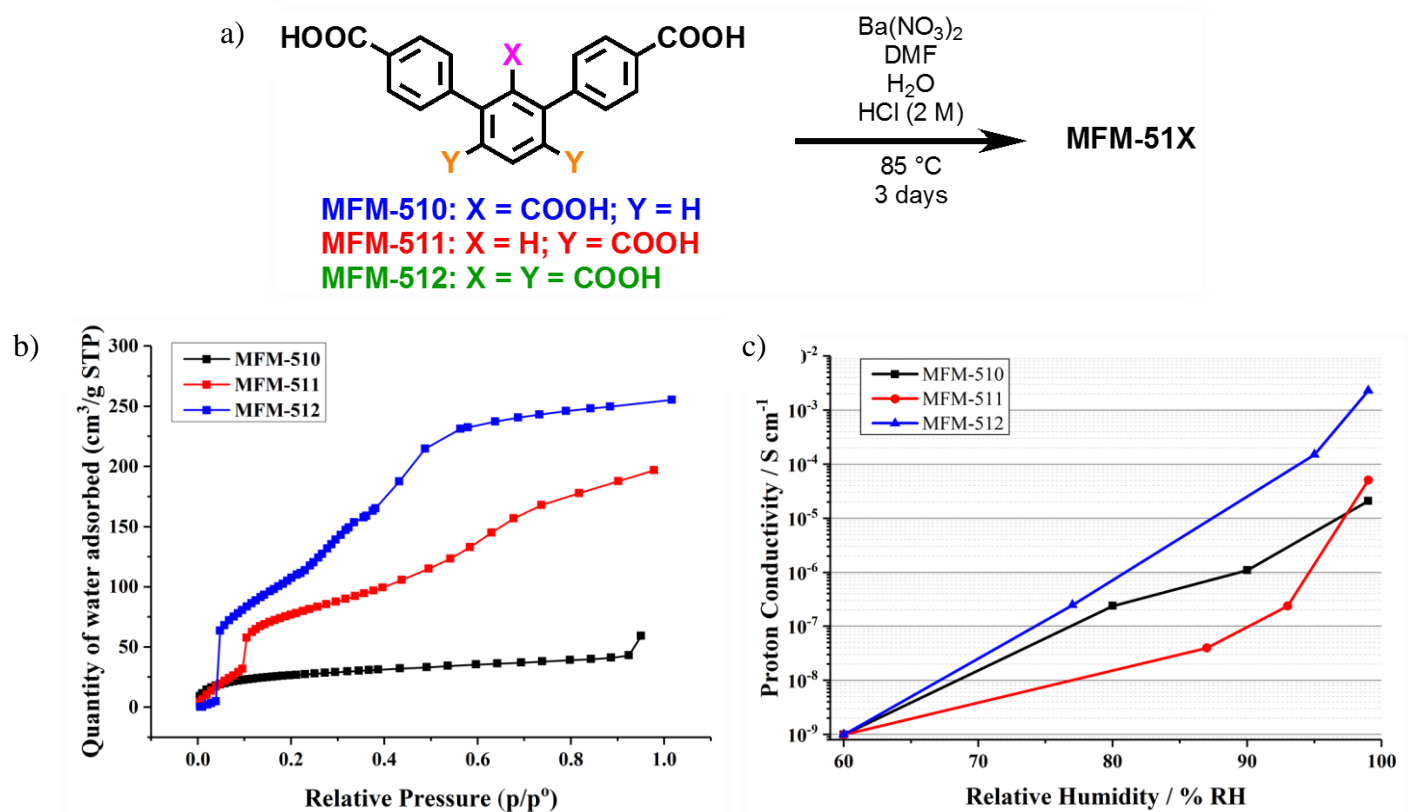 a)
HOOC
COOH
X
Y
Y
MFM-510: X = COOH; Y = H
MFM-511: X = H; Y = COOH
MFM-512: X = Y = COOH
Ba(NO₃)₂
DMF
H₂O
HCl (2 M)
85 °C
3 days
MFM-51X
b)
Quantity of water adsorbed (cm³/g STP)
300
250
200
150
100
50
0
MFM-510
MFM-511
MFM-512
0.0 0.2 0.4 0.6 0.8 1.0
Relative Pressure (p/pº)
c)
Proton Conductivity / S cm⁻¹
10⁻²
10⁻³
10⁻⁴
10⁻⁵
10⁻⁶
10⁻⁷
10⁻⁸
10⁻⁹
MFM-510
MFM-511
MFM-512
60 70 80 90 100
Relative Humidity / % RH